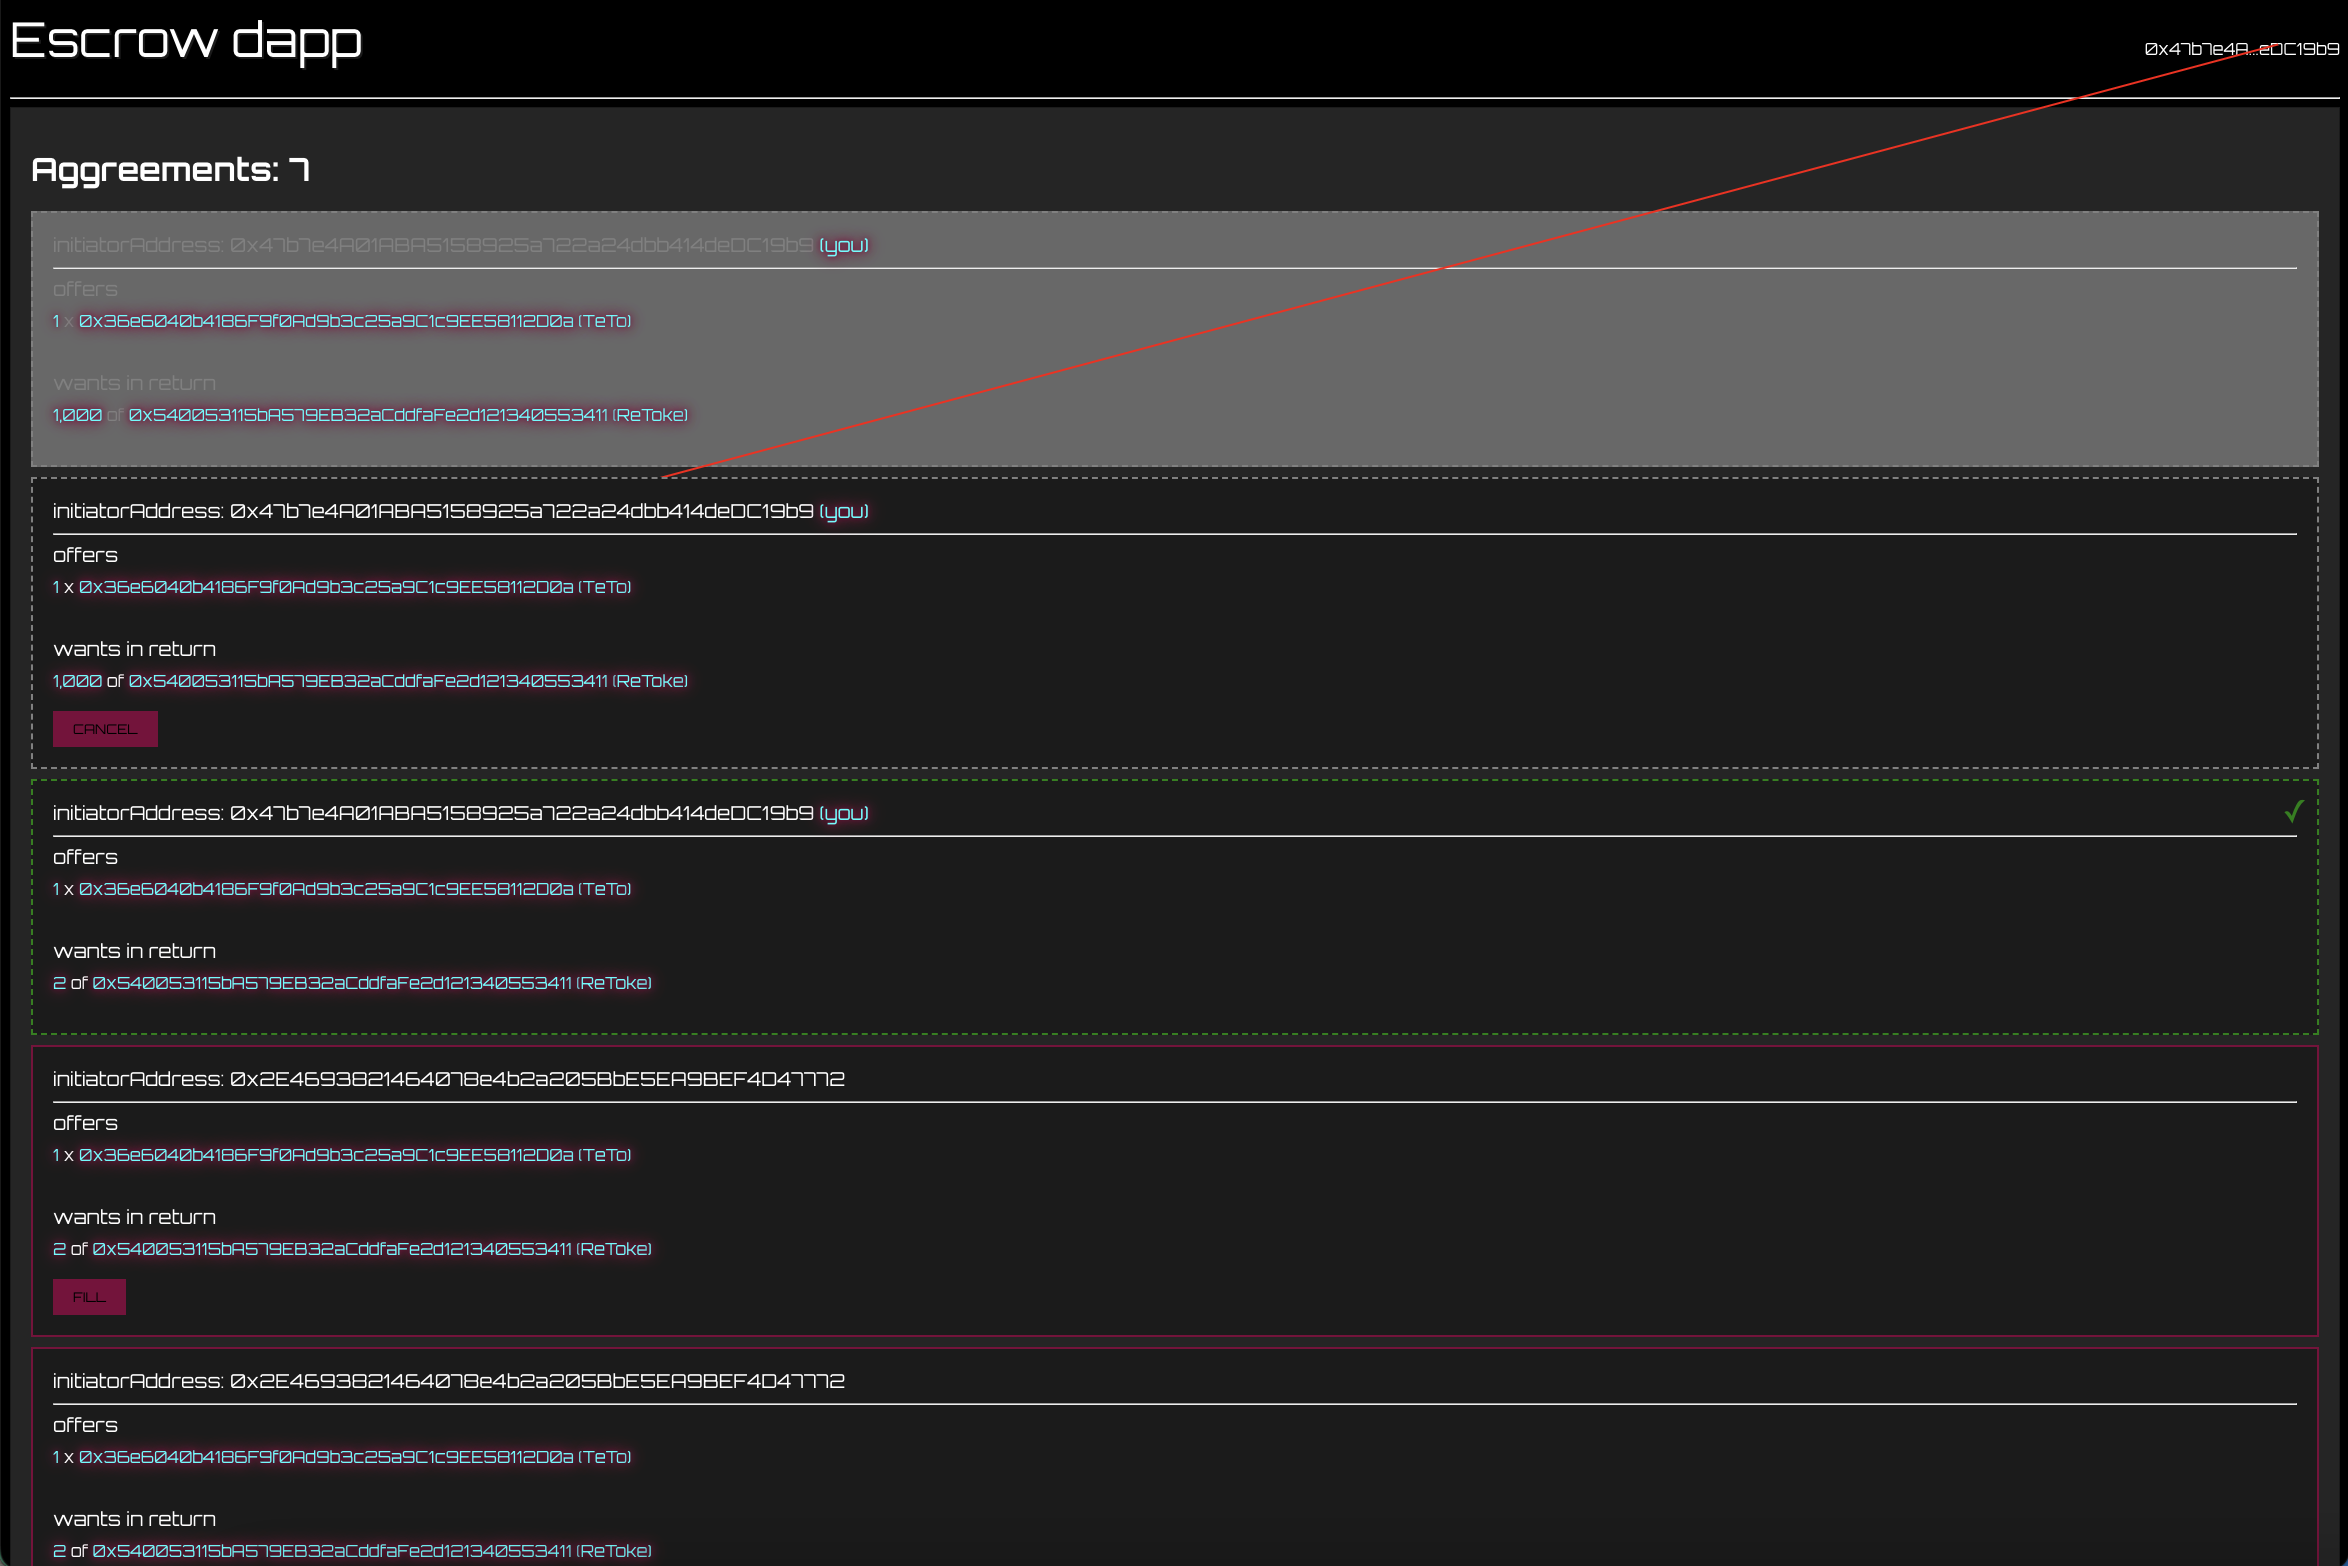 Escrow dapp
0x47b7e4A...eDC19b9
Aggreements: 7
initiatorAddress: 0x47b7e4A01ABA5158925a722a24dbb414deDC19b9 (you)
offers
1 x 0x36e6040b4186F9f0Ad9b3c25a9C1c9EE58112D0a (TeTo)
wants in return
1,000 of 0x540053115bA579EB32aCddfaFe2d121340553411 (ReToke)
initiatorAddress: 0x47b7e4A01ABA5158925a722a24dbb414deDC19b9 (you)
offers
1 x 0x36e6040b4186F9f0Ad9b3c25a9C1c9EE58112D0a (TeTo)
wants in return
1,000 of 0x540053115bA579EB32aCddfaFe2d121340553411 (ReToke)
CANCEL
initiatorAddress: 0x47b7e4A01ABA5158925a722a24dbb414deDC19b9 (you)
✓
offers
1 x 0x36e6040b4186F9f0Ad9b3c25a9C1c9EE58112D0a (TeTo)
wants in return
2 of 0x540053115bA579EB32aCddfaFe2d121340553411 (ReToke)
initiatorAddress: 0x2E4693821464078e4b2a205BbE5EA9BEF4D47772
offers
1 x 0x36e6040b4186F9f0Ad9b3c25a9C1c9EE58112D0a (TeTo)
wants in return
2 of 0x540053115bA579EB32aCddfaFe2d121340553411 (ReToke)
FILL
initiatorAddress: 0x2E4693821464078e4b2a205BbE5EA9BEF4D47772
offers
1 x 0x36e6040b4186F9f0Ad9b3c25a9C1c9EE58112D0a (TeTo)
wants in return
2 of 0x540053115bA579EB32aCddfaFe2d121340553411 (ReToke)